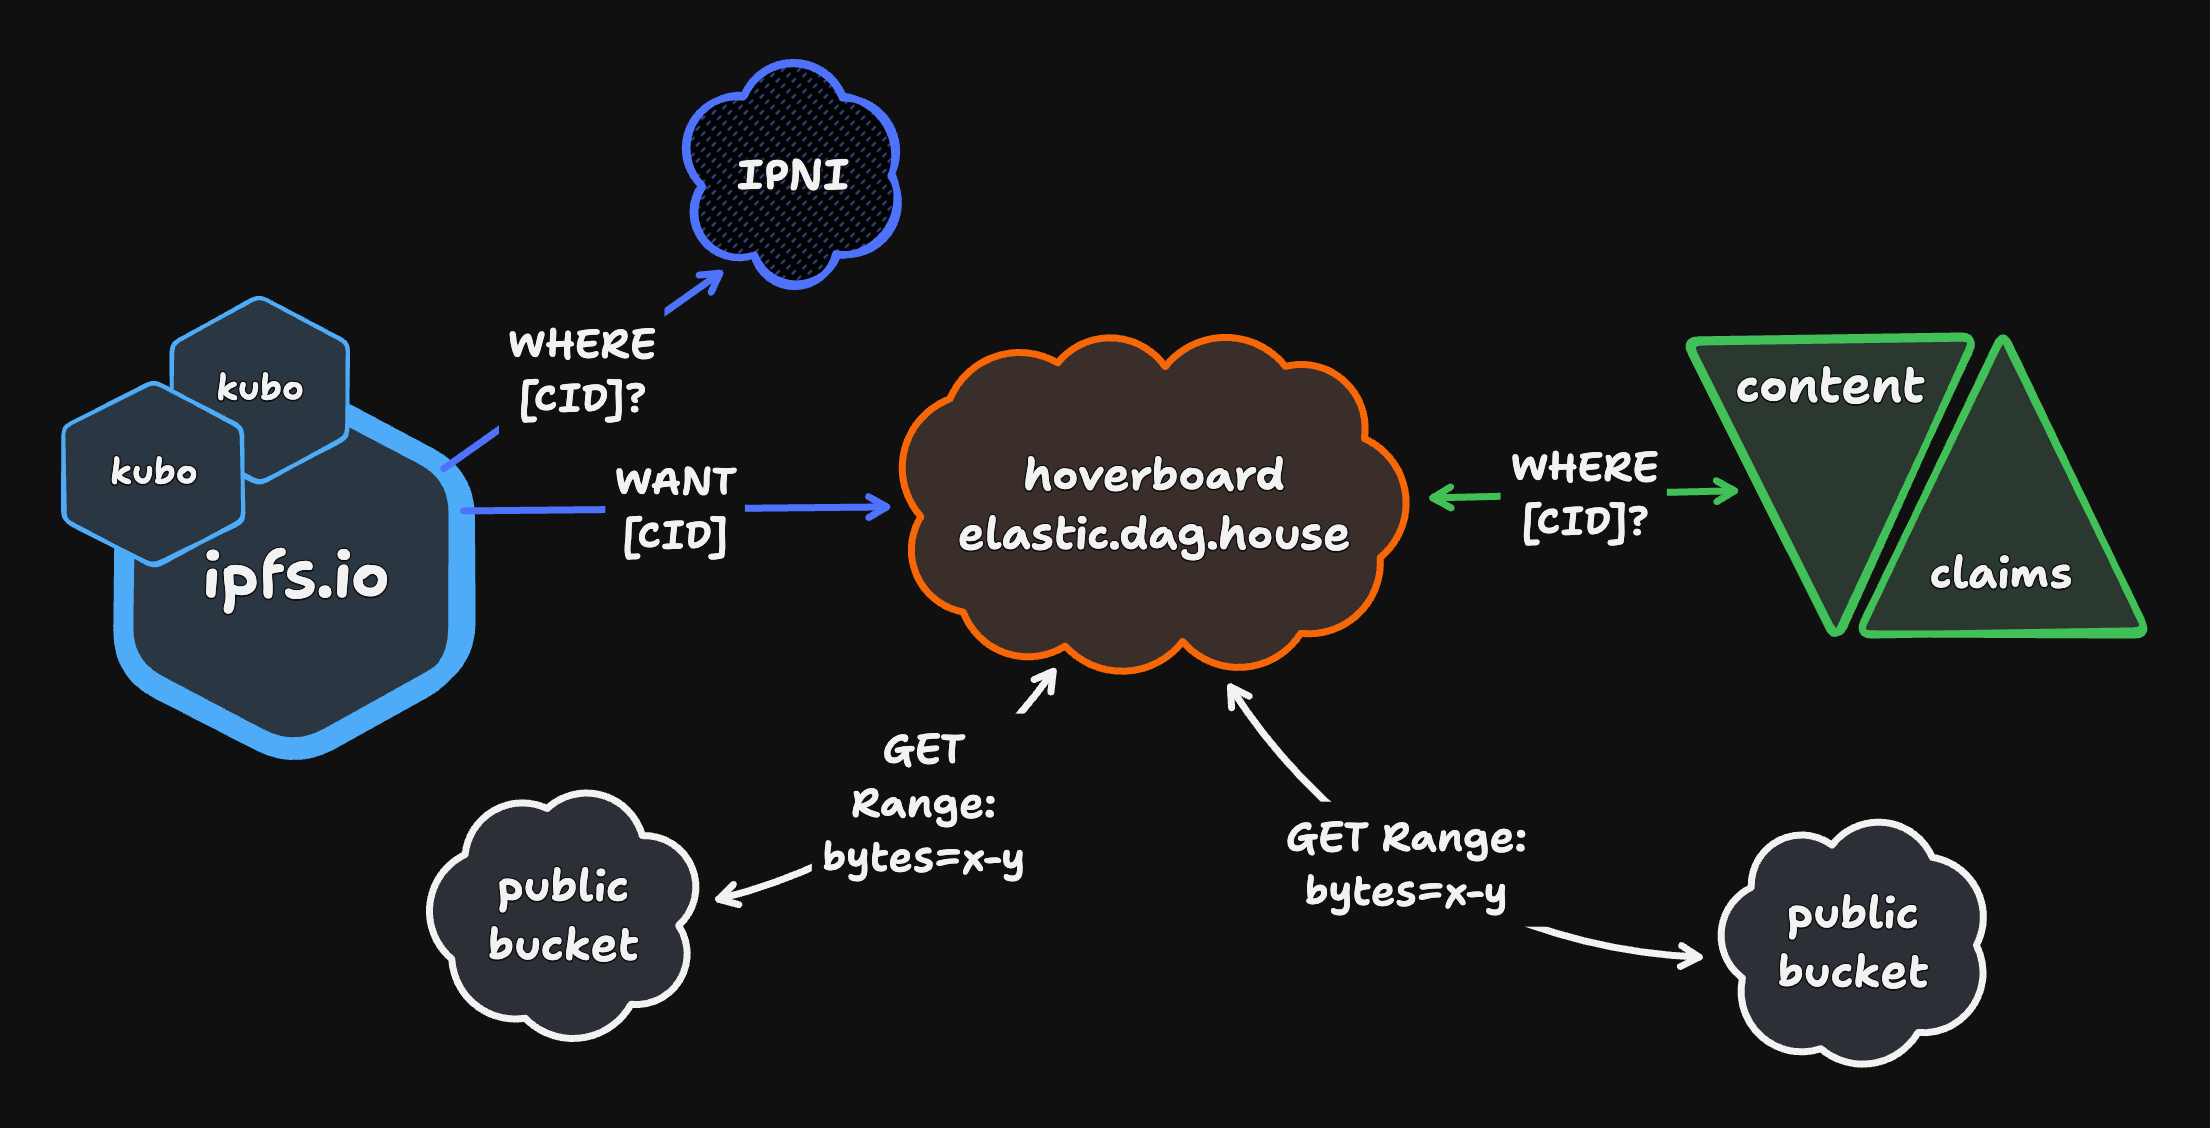 IPNI
WHERE
[CID]?
kubo
kubo
ipfs.io
WANT
[CID]
hoverboard
elastic.dag.house
WHERE
[CID]?
content
claims
GET
Range:
bytes=x-y
GET Range:
bytes=x-y
public
bucket
public
bucket